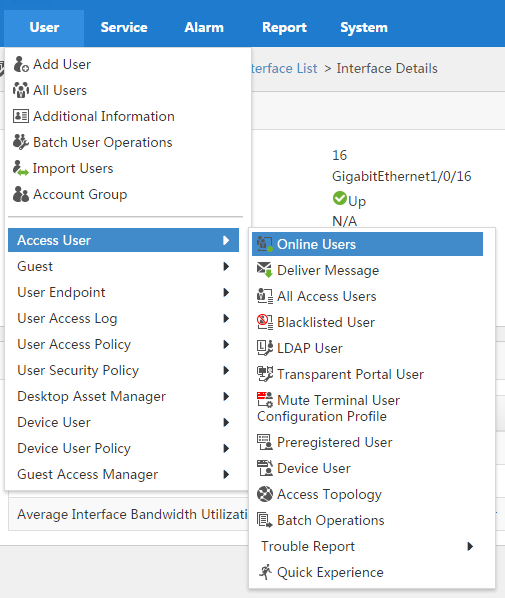 User Service Alarm Report System
terface List > Interface Details
Add User
All Users
Additional Information
Batch User Operations
Import Users
Account Group
16
GigabitEthernet1/0/16
Up
N/A
Access User
Guest
User Endpoint
User Access Log
User Access Policy
User Security Policy
Desktop Asset Manager
Device User
Device User Policy
Guest Access Manager
Online Users
Deliver Message
All Access Users
Blacklisted User
LDAP User
Transparent Portal User
Mute Terminal User
Configuration Profile
Preregistered User
Device User
Access Topology
Batch Operations
Trouble Report
Quick Experience
Average Interface Bandwidth Utilizati